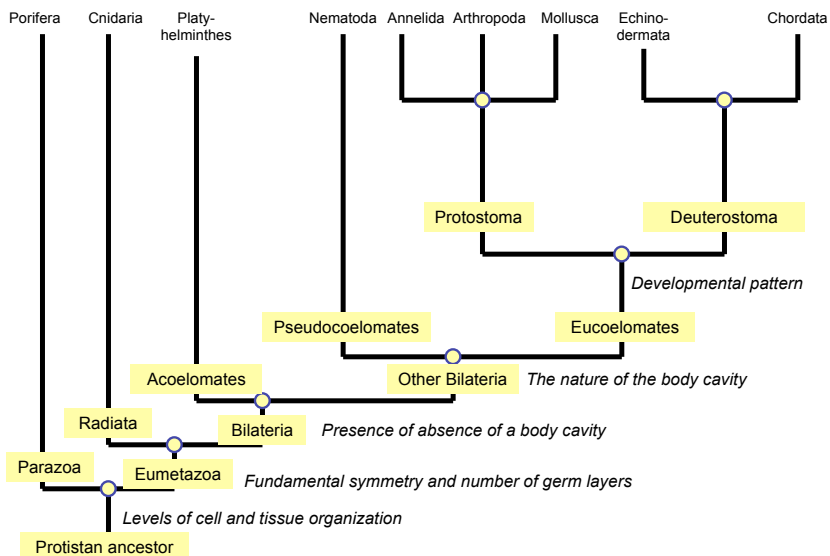 Porifera
Cnidaria
Platy-
helminthes
Nematoda
Annelida
Arthropoda
Mollusca
Echino-
dermata
Chordata
Protostoma
Deuterostoma
Developmental pattern
Pseudocoelomates
Eucoelomates
Acoelomates
Other Bilateria
The nature of the body cavity
Radiata
Bilateria
Presence of absence of a body cavity
Parazoa
Eumetazoa
Fundamental symmetry and number of germ layers
Levels of cell and tissue organization
Protistan ancestor